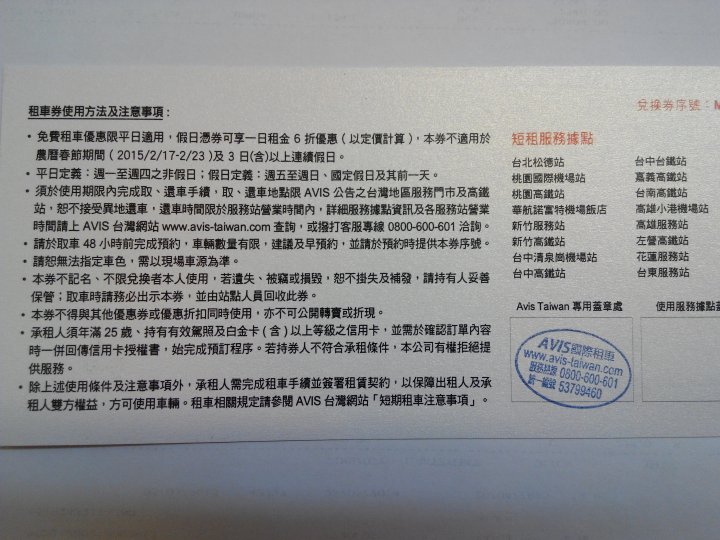 租車券使用方法及注意事項:
• 免費租車優惠限平日適用，假日憑券可享一日租金 6 折優惠 ( 以定價計算 )，本券不適用於
農曆春節期間 ( 2015/2/17-2/23 ) 及 3 日(含)以上連續假日。
• 平日定義：週一至週四之非假日；假日定義：週五至週日、國定假日及其前一天。
• 須於使用期限內完成取、還車手續，取、還車地點限 AVIS 公告之台灣地區服務門市及高鐵
站，恕不接受異地還車，還車時間限於服務站營業時間內，詳細服務據點資訊及各服務站營業
時間請上 AVIS 台灣網站 www.avis-taiwan.com 查詢，或撥打客服專線 0800-600-601 洽詢。
• 請於取車 48 小時前完成預約，車輛數量有限，建議及早預約，並請於預約時提供本券序號。
• 請恕無法指定車色，需以現場車源為準。
• 本券不記名、不限兌換者本人使用，若遺失、被竊或損毀，恕不掛失及補發，請持有人妥善
保管；取車時請務必出示本券，並由站點人員回收此券。
• 本券不得與其他優惠券或優惠折扣同時使用，亦不可公開轉賣或折現。
• 承租人須年滿 25 歲、持有有效駕照及白金卡 ( 含 ) 以上等級之信用卡，並需於確認訂單內容
時一併回傳信用卡授權書，始完成預訂程序。若持券人不符合承租條件，本公司有權拒絕提
供服務。
• 除上述使用條件及注意事項外，承租人需完成租車手續並簽署租賃契約，以保障出租人及承
租人雙方權益，方可使用車輛。租車相關規定請參閱 AVIS 台灣網站「短期租車注意事項」。
兌換券序號：M
短租服務據點
台北松德站
桃園國際機場站
桃園高鐵站
華航諾富特機場飯店
新竹服務站
新竹高鐵站
台中清泉崗機場站
台中高鐵站
台中台鐵站
嘉義高鐵站
台南高鐵站
高雄小港機場站
高雄服務站
左營高鐵站
花蓮服務站
台東服務站
Avis Taiwan 專用蓋章處
使用服務據點蓋
AVIS國際租車
www.avis-taiwan.com
服務熱線 0800-600-601
統一編號 53799460